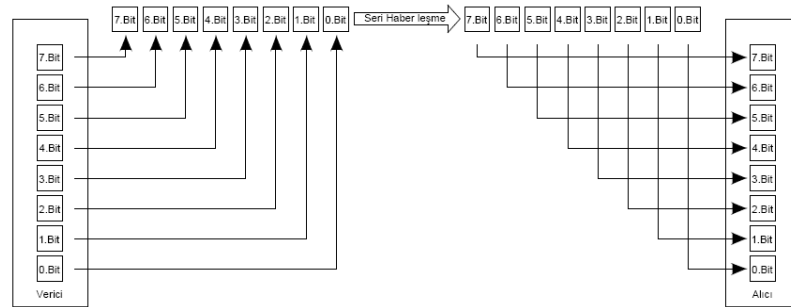 7.Bit 6.Bit 5.Bit 4.Bit 3.Bit 2.Bit 1.Bit 0.Bit Seri Haber leşme 7.Bit 6.Bit 5.Bit 4.Bit 3.Bit 2.Bit 1.Bit 0.Bit
7.Bit 7.Bit
6.Bit 6.Bit
5.Bit 5.Bit
4.Bit 4.Bit
3.Bit 3.Bit
2.Bit 2.Bit
1.Bit 1.Bit
0.Bit 0.Bit
Verici Alıcı